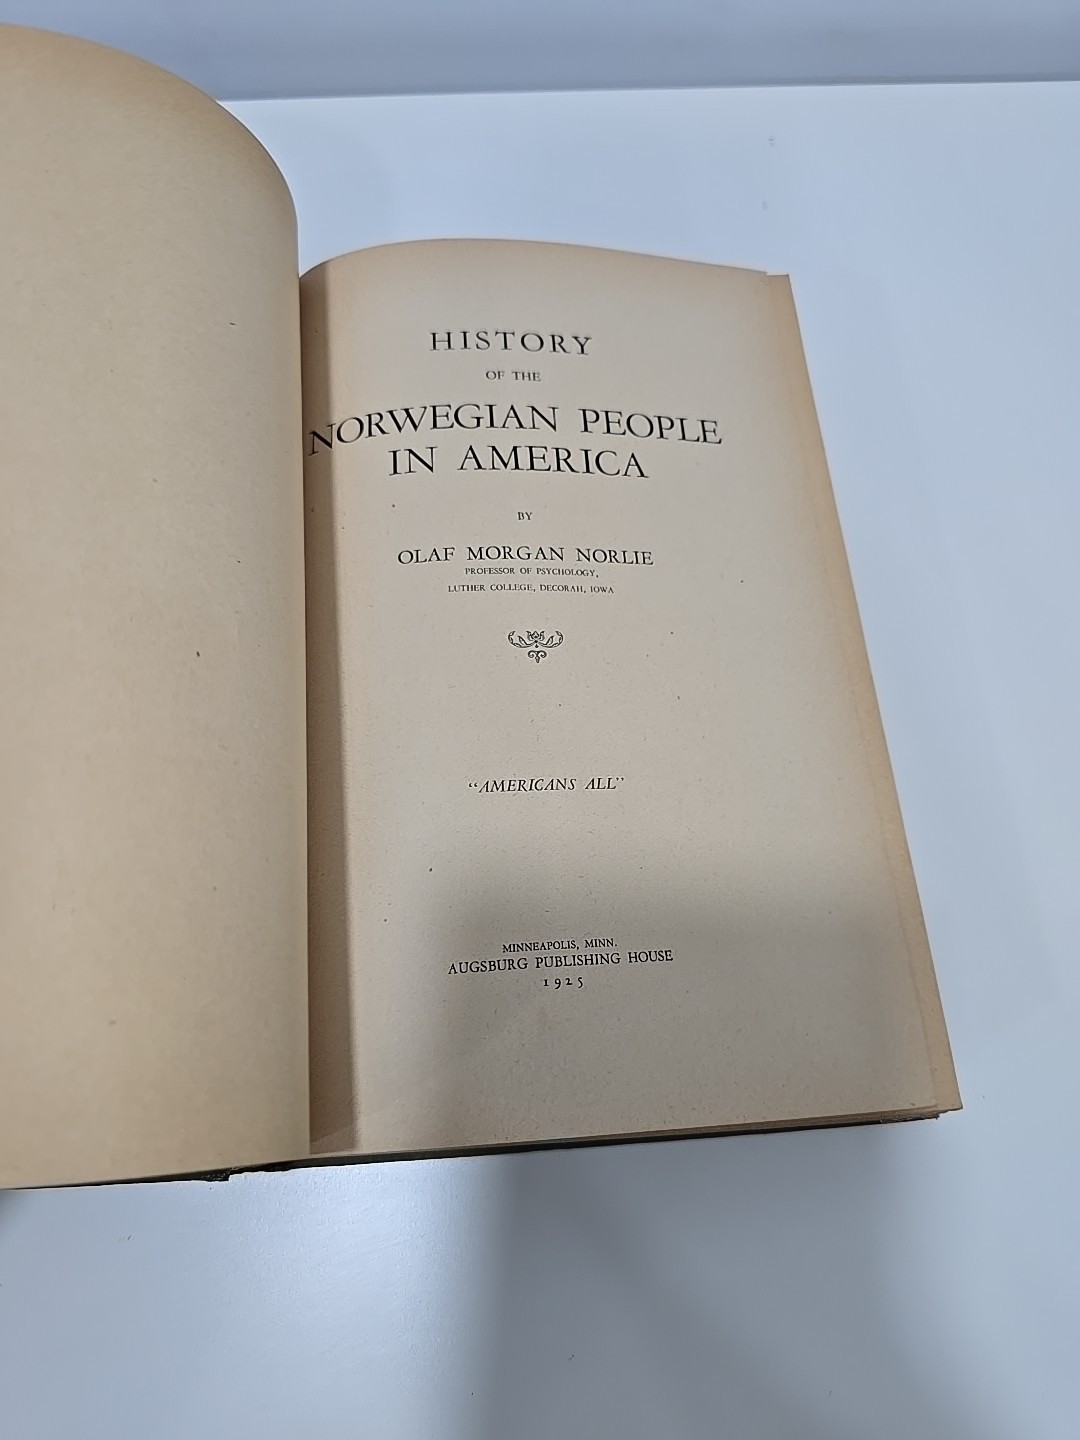 HISTORY
OF THE
NORWEGIAN PEOPLE
IN AMERICA
BY
OLAF MORGAN NORLIE
PROFESSOR OF PSYCHOLOGY,
LUTHER COLLEGE, DECORAH, IOWA
"AMERICANS ALL"
MINNEAPOLIS, MINN.
AUGSBURG PUBLISHING HOUSE
1925